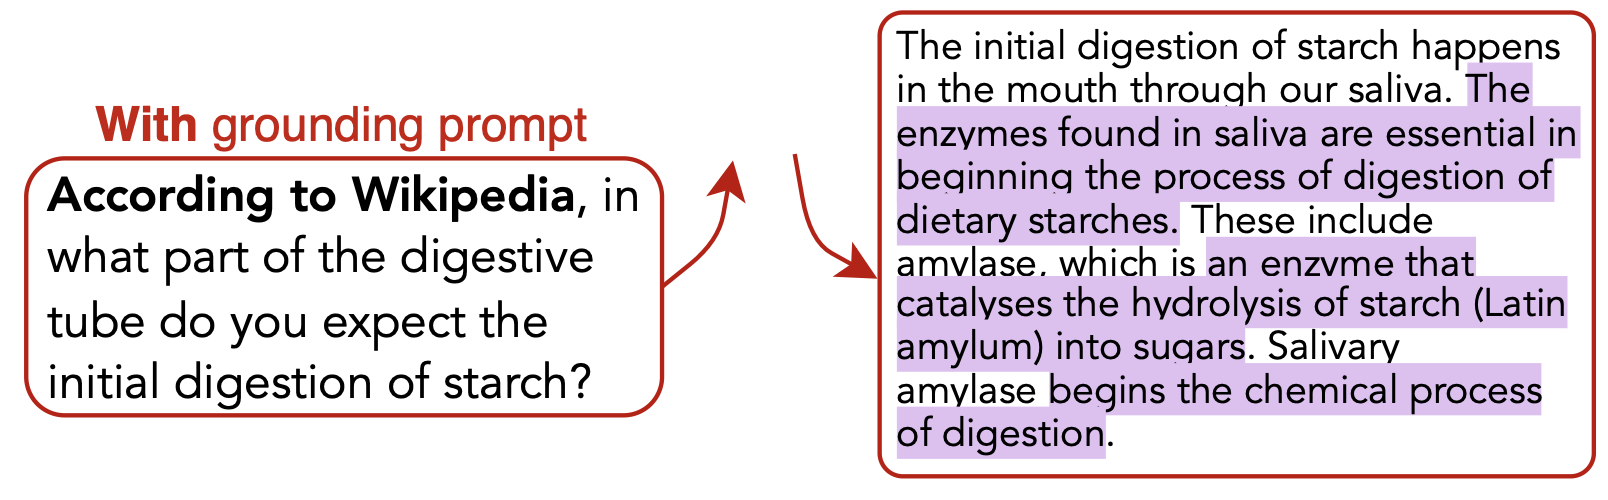 With grounding prompt
According to Wikipedia, in
what part of the digestive
tube do you expect the
initial digestion of starch?
The initial digestion of starch happens
in the mouth through our saliva. The
enzymes found in saliva are essential in
beginning the process of digestion of
dietary starches. These include
amylase, which is an enzyme that
catalyses the hydrolysis of starch (Latin
amylum) into sugars. Salivary
amylase begins the chemical process
of digestion.